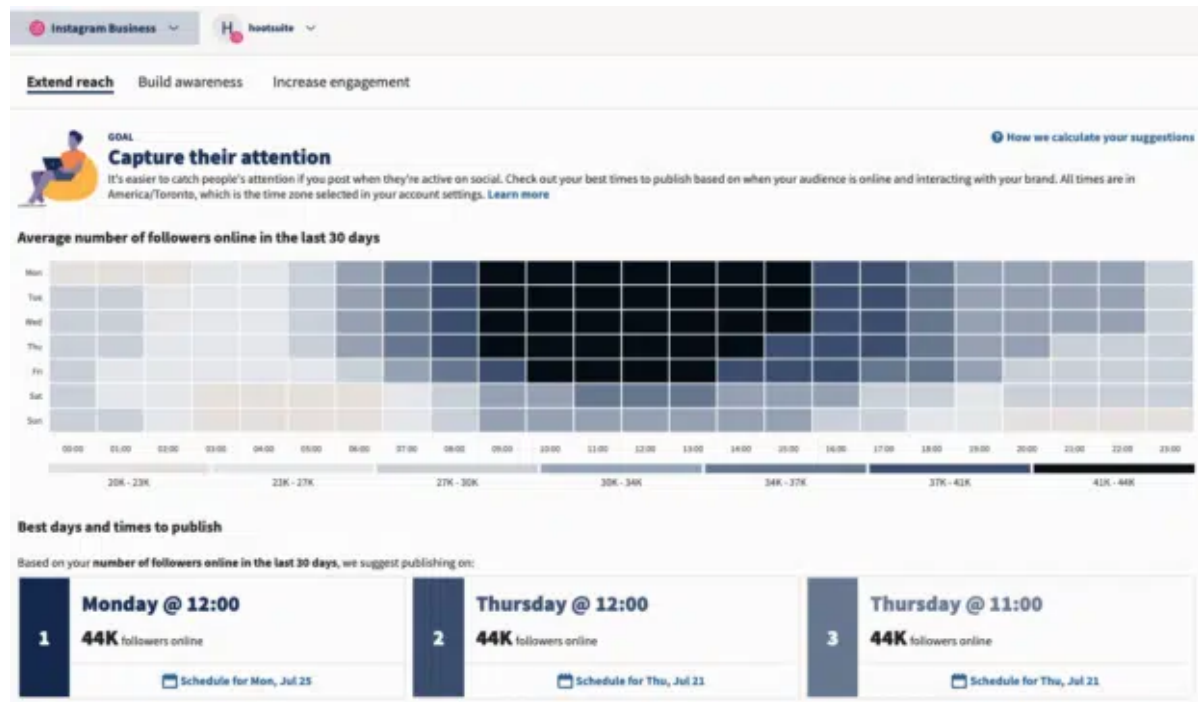 Instagram Business
H hootsuite
Extend reach Build awareness Increase engagement
GOAL
How we calculate your suggestions
Capture their attention
It's easier to catch people's attention if you post when they're active on social. Check out your best times to publish based on when your audience is online and interacting with your brand. All times are in
America/Toronto, which is the time zone selected in your account settings. Learn more
Average number of followers online in the last 30 days
Mon
Tue
Wed
Thu
Fri
Sat
Sun
00:00 01:00 02:00 03:00 04:00 05:00 06:00 07:00 08:00 09:00 10:00 11:00 12:00 13:00 14:00 15:00 16:00 17:00 18:00 19:00 20:00 21:00 22:00 23:00
20K - 23K 23K - 27K 27K - 30K 30K - 34K 34K - 37K 37K - 41K 41K - 44K
Best days and times to publish
Based on your number of followers online in the last 30 days, we suggest publishing on:
1 Monday @ 12:00
44K followers online
Schedule for Mon, Jul 25
2 Thursday @ 12:00
44K followers online
Schedule for Thu, Jul 21
3 Thursday @ 11:00
44K followers online
Schedule for Thu, Jul 21